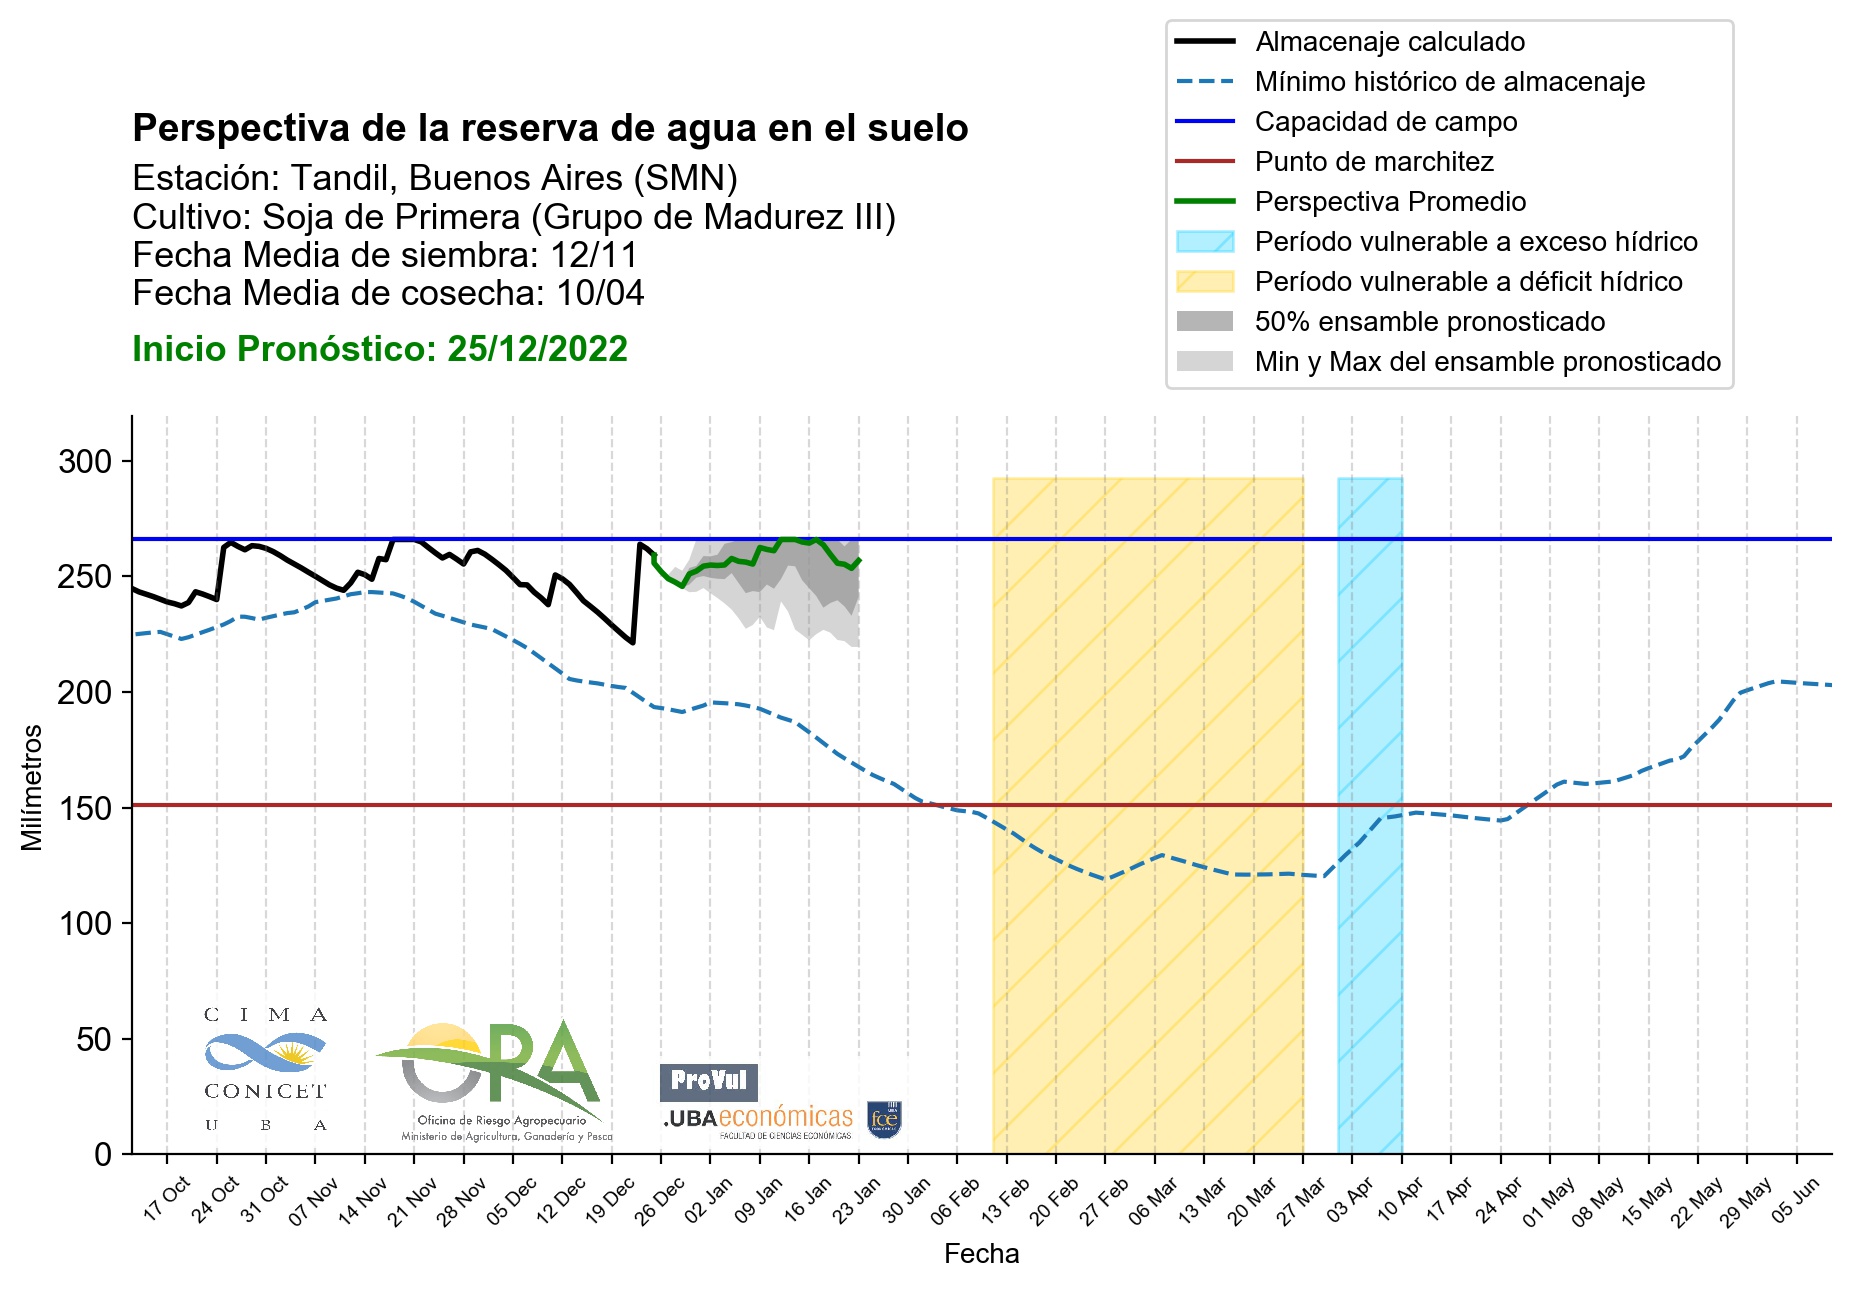 Almacenaje calculado
Mínimo histórico de almacenaje
Capacidad de campo
Punto de marchitez
Perspectiva Promedio
Período vulnerable a exceso hídrico
Período vulnerable a déficit hídrico
50% ensamble pronosticado
Min y Max del ensamble pronosticado
Perspectiva de la reserva de agua en el suelo
Estación: Tandil, Buenos Aires (SMN)
Cultivo: Soja de Primera (Grupo de Madurez III)
Fecha Media de siembra: 12/11
Fecha Media de cosecha: 10/04
Inicio Pronóstico: 25/12/2022
300
250
200
150
100
50
0
Milímetros
CIMA
CONICET
UBA
ORA
Oficina de Riesgo Agropecuario
Ministerio de Agricultura, Ganadería y Pesca
ProVul
.UBAeconómicas
FACULTAD DE CIENCIAS ECONÓMICAS
fce
17 Oct
24 Oct
31 Oct
07 Nov
14 Nov
21 Nov
28 Nov
05 Dec
12 Dec
19 Dec
26 Dec
02 Jan
09 Jan
16 Jan
23 Jan
30 Jan
06 Feb
13 Feb
20 Feb
27 Feb
06 Mar
13 Mar
20 Mar
27 Mar
03 Apr
10 Apr
17 Apr
24 Apr
01 May
08 May
15 May
22 May
29 May
05 Jun
Fecha